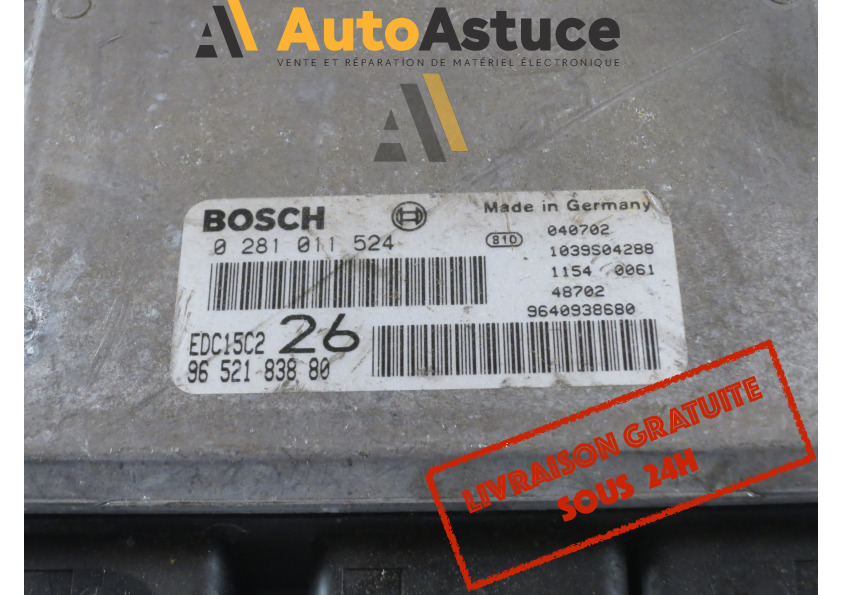 AutoAstuce
VENTE ET RÉPARATION DE MATÉRIEL ÉLECTRONIQUE
BOSCH
Made in Germany
0 281 011 524
810
040702
1039S04288
1154 0061
48702
9640938680
EDC15C2 26
96 521 838 80
LIVRAISON GRATUITE
SOUS 24H